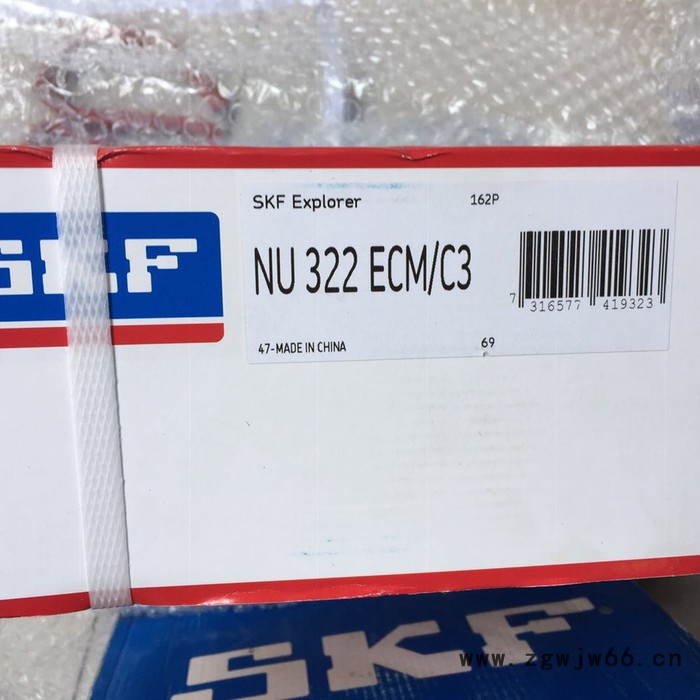 SKF Explorer 162P
SKF
NU 322 ECM/C3
7 316577 419323
47-MADE IN CHINA 69
SKF
www.zgwjw66.cn